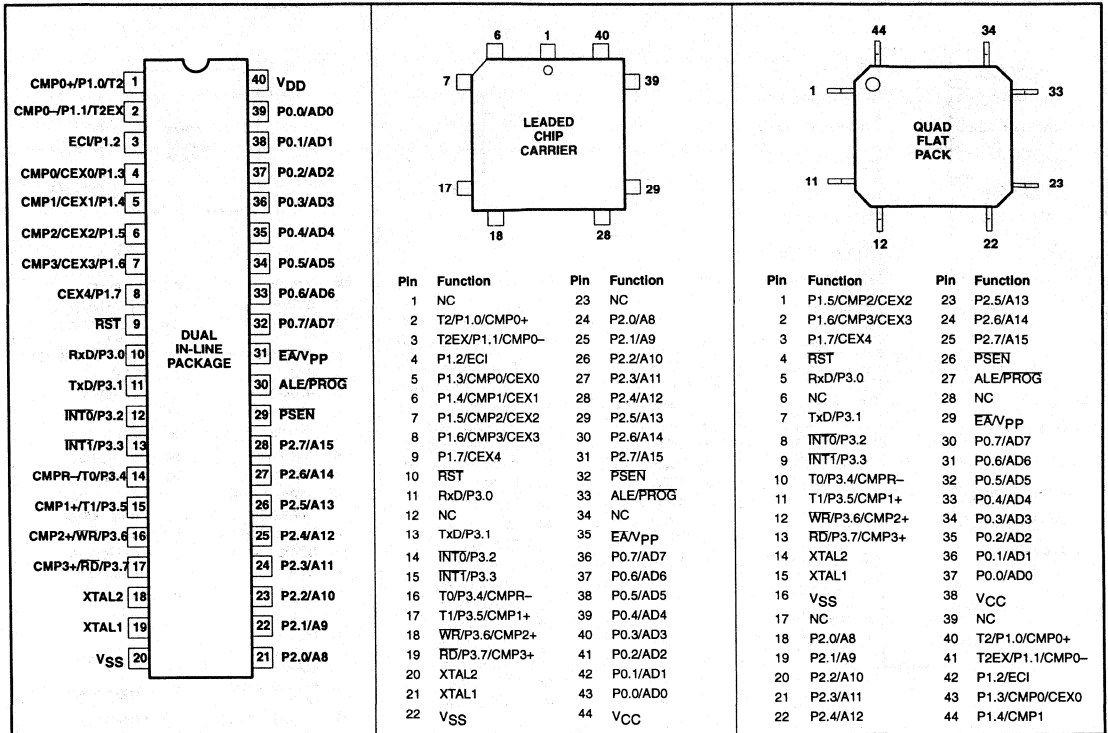 CMP0+/P1.0/T2 1
CMP0–/P1.1/T2EX 2
ECI/P1.2 3
CMP0/CEX0/P1.3 4
CMP1/CEX1/P1.4 5
CMP2/CEX2/P1.5 6
CMP3/CEX3/P1.6 7
CEX4/P1.7 8
RST 9
RxD/P3.0 10
TxD/P3.1 11
INT0/P3.2 12
INT1/P3.3 13
CMPR–/T0/P3.4 14
CMP1+/T1/P3.5 15
CMP2+/WR/P3.6 16
CMP3+/RD/P3.7 17
XTAL2 18
XTAL1 19
VSS 20
DUAL
IN-LINE
PACKAGE
40 VDD
39 P0.0/AD0
38 P0.1/AD1
37 P0.2/AD2
36 P0.3/AD3
35 P0.4/AD4
34 P0.5/AD5
33 P0.6/AD6
32 P0.7/AD7
31 EA/VPP
30 ALE/PROG
29 PSEN
28 P2.7/A15
27 P2.6/A14
26 P2.5/A13
25 P2.4/A12
24 P2.3/A11
23 P2.2/A10
22 P2.1/A9
21 P2.0/A8
6 1 40
7 39
LEADED
CHIP
CARRIER
17 29
18 28
Pin Function Pin Function
1 NC 23 NC
2 T2/P1.0/CMP0+ 24 P2.0/A8
3 T2EX/P1.1/CMP0– 25 P2.1/A9
4 P1.2/ECI 26 P2.2/A10
5 P1.3/CMP0/CEX0 27 P2.3/A11
6 P1.4/CMP1/CEX1 28 P2.4/A12
7 P1.5/CMP2/CEX2 29 P2.5/A13
8 P1.6/CMP3/CEX3 30 P2.6/A14
9 P1.7/CEX4 31 P2.7/A15
10 RST 32 PSEN
11 RxD/P3.0 33 ALE/PROG
12 NC 34 NC
13 TxD/P3.1 35 EA/VPP
14 INT0/P3.2 36 P0.7/AD7
15 INT1/P3.3 37 P0.6/AD6
16 T0/P3.4/CMPR– 38 P0.5/AD5
17 T1/P3.5/CMP1+ 39 P0.4/AD4
18 WR/P3.6/CMP2+ 40 P0.3/AD3
19 RD/P3.7/CMP3+ 41 P0.2/AD2
20 XTAL2 42 P0.1/AD1
21 XTAL1 43 P0.0/AD0
22 VSS 44 VCC
44 34
1 33
QUAD
FLAT
PACK
11 23
12 22
Pin Function Pin Function
1 P1.5/CMP2/CEX2 23 P2.5/A13
2 P1.6/CMP3/CEX3 24 P2.6/A14
3 P1.7/CEX4 25 P2.7/A15
4 RST 26 PSEN
5 RxD/P3.0 27 ALE/PROG
6 NC 28 NC
7 TxD/P3.1 29 EA/VPP
8 INT0/P3.2 30 P0.7/AD7
9 INT1/P3.3 31 P0.6/AD6
10 T0/P3.4/CMPR– 32 P0.5/AD5
11 T1/P3.5/CMP1+ 33 P0.4/AD4
12 WR/P3.6/CMP2+ 34 P0.3/AD3
13 RD/P3.7/CMP3+ 35 P0.2/AD2
14 XTAL2 36 P0.1/AD1
15 XTAL1 37 P0.0/AD0
16 VSS 38 VCC
17 NC 39 NC
18 P2.0/A8 40 T2/P1.0/CMP0+
19 P2.1/A9 41 T2EX/P1.1/CMP0–
20 P2.2/A10 42 P1.2/ECI
21 P2.3/A11 43 P1.3/CMP0/CEX0
22 P2.4/A12 44 P1.4/CMP1